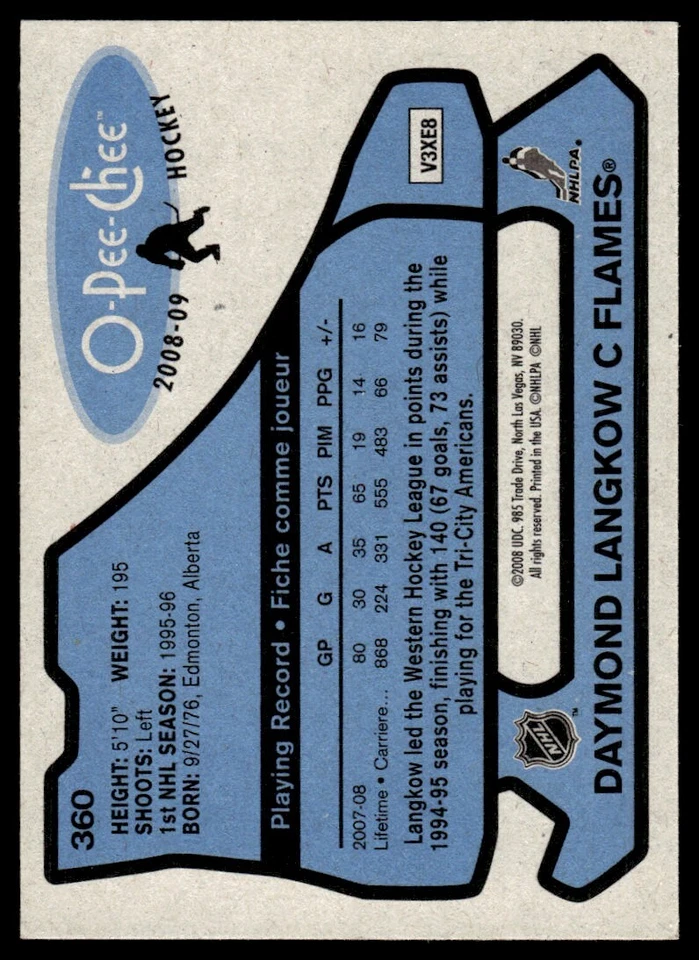 360
O-Pee-Chee™
2008-09 HOCKEY
HEIGHT: 5'10" WEIGHT: 195
SHOOTS: Left
1st NHL SEASON: 1995-96
BORN: 9/27/76, Edmonton, Alberta
Playing Record • Fiche comme joueur
GP G A PTS PIM PPG +/-
2007-08 80 30 35 65 19 14 16
Lifetime • Carriere... 868 224 331 555 483 66 79
Langkow led the Western Hockey League in points during the
1994-95 season, finishing with 140 (67 goals, 73 assists) while
playing for the Tri-City Americans.
V3XE8
NHL™
©2008 UDC. 985 Trade Drive, North Las Vegas, NV 89030.
All rights reserved. Printed in the USA. ©NHLPA ©NHL
NHLPA.
DAYMOND LANGKOW C FLAMES®